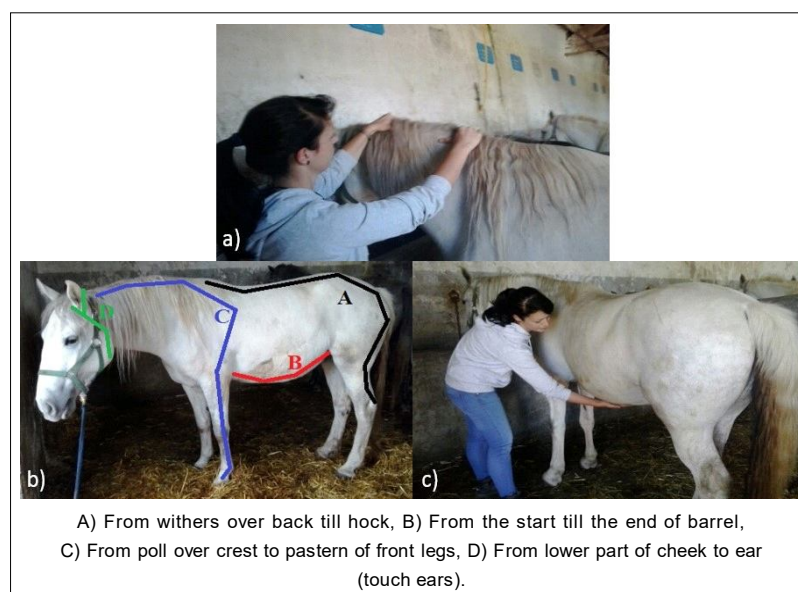 a)
A
D
C
B
b)
c)
A) From withers over back till hock, B) From the start till the end of barrel,
C) From poll over crest to pastern of front legs, D) From lower part of cheek to ear
(touch ears).